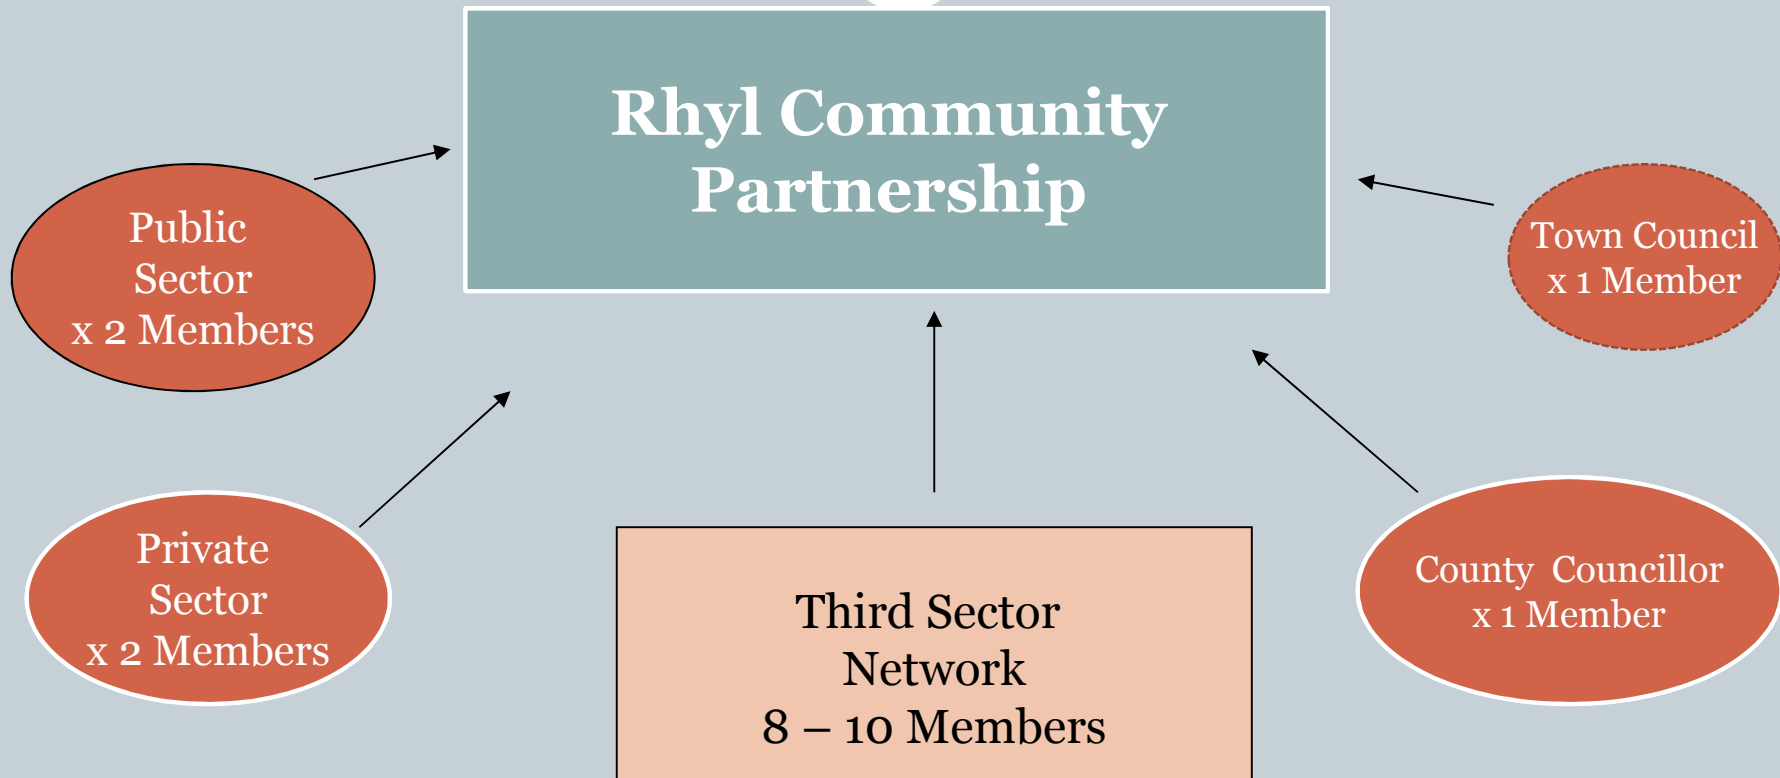 Rhyl Community
Partnership
Public
Sector
x 2 Members
Town Council
x 1 Member
Private
Sector
x 2 Members
Third Sector
Network
8 – 10 Members
County Councillor
x 1 Member